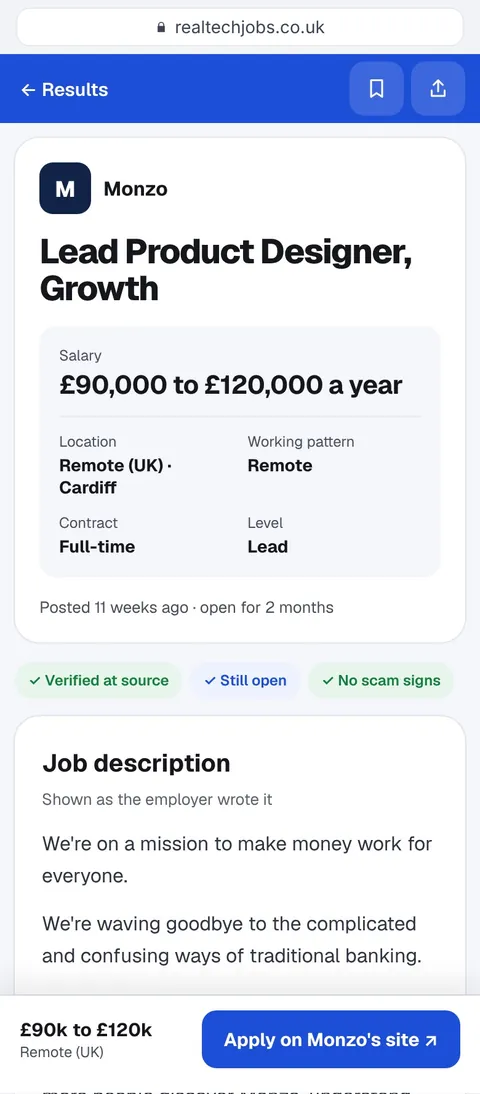 realtechjobs.co.uk
← Results
M
Monzo
Lead Product Designer,
Growth
Salary
£90,000 to £120,000 a year
Location
Working pattern
Remote (UK) ·
Cardiff
Remote
Contract
Level
Full-time
Lead
Posted 11 weeks ago · open for 2 months
✓ Verified at source
✓ Still open
✓ No scam signs
Job description
Shown as the employer wrote it
We're on a mission to make money work for
everyone.
We're waving goodbye to the complicated
and confusing ways of traditional banking.
£90k to £120k
Remote (UK)
Apply on Monzo's site ↗